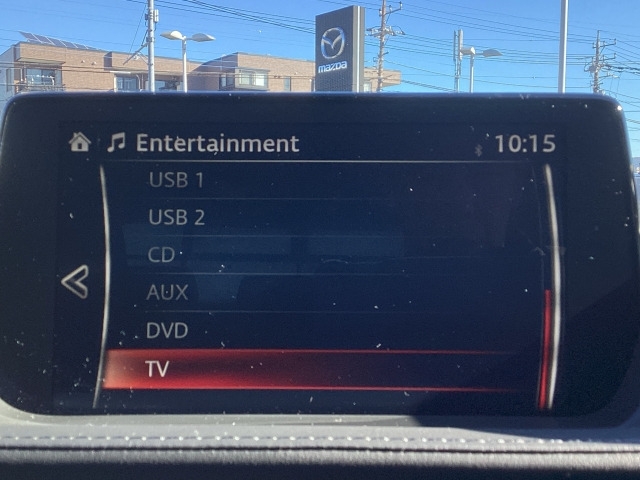 mazda
Entertainment 10:15
USB 1
USB 2
CD
AUX
DVD
TV